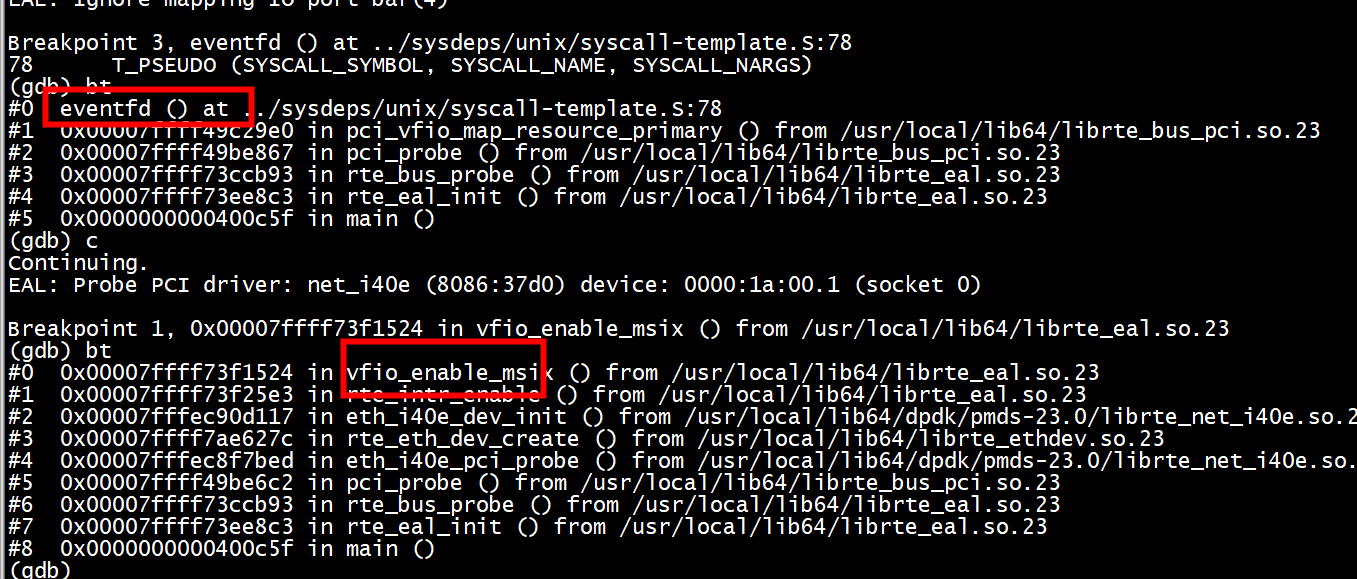 EAL: Ignore mapping IO port bar(4)
Breakpoint 3, eventfd () at ../sysdeps/unix/syscall-template.S:78
78      T_PSEUDO (SYSCALL_SYMBOL, SYSCALL_NAME, SYSCALL_NARGS)
(gdb) bt
#0  eventfd () at ../sysdeps/unix/syscall-template.S:78
#1  0x00007ffff49c29e0 in pci_vfio_map_resource_primary () from /usr/local/lib64/librte_bus_pci.so.23
#2  0x00007ffff49be867 in pci_probe () from /usr/local/lib64/librte_bus_pci.so.23
#3  0x00007ffff73ccb93 in rte_bus_probe () from /usr/local/lib64/librte_eal.so.23
#4  0x00007ffff73ee8c3 in rte_eal_init () from /usr/local/lib64/librte_eal.so.23
#5  0x0000000000400c5f in main ()
(gdb) c
Continuing.
EAL: Probe PCI driver: net_i40e (8086:37d0) device: 0000:1a:00.1 (socket 0)
Breakpoint 1, 0x00007ffff73f1524 in vfio_enable_msix () from /usr/local/lib64/librte_eal.so.23
(gdb) bt
#0  0x00007ffff73f1524 in vfio_enable_msix () from /usr/local/lib64/librte_eal.so.23
#1  0x00007ffff73f25e3 in rte_intr_enable () from /usr/local/lib64/librte_eal.so.23
#2  0x00007fffec90d117 in eth_i40e_dev_init () from /usr/local/lib64/dpdk/pmds-23.0/librte_net_i40e.so.2
#3  0x00007ffff7ae627c in rte_eth_dev_create () from /usr/local/lib64/librte_ethdev.so.23
#4  0x00007fffec8f7bed in eth_i40e_pci_probe () from /usr/local/lib64/dpdk/pmds-23.0/librte_net_i40e.so.
#5  0x00007ffff49be6c2 in pci_probe () from /usr/local/lib64/librte_bus_pci.so.23
#6  0x00007ffff73ccb93 in rte_bus_probe () from /usr/local/lib64/librte_eal.so.23
#7  0x00007ffff73ee8c3 in rte_eal_init () from /usr/local/lib64/librte_eal.so.23
#8  0x0000000000400c5f in main ()
(gdb)